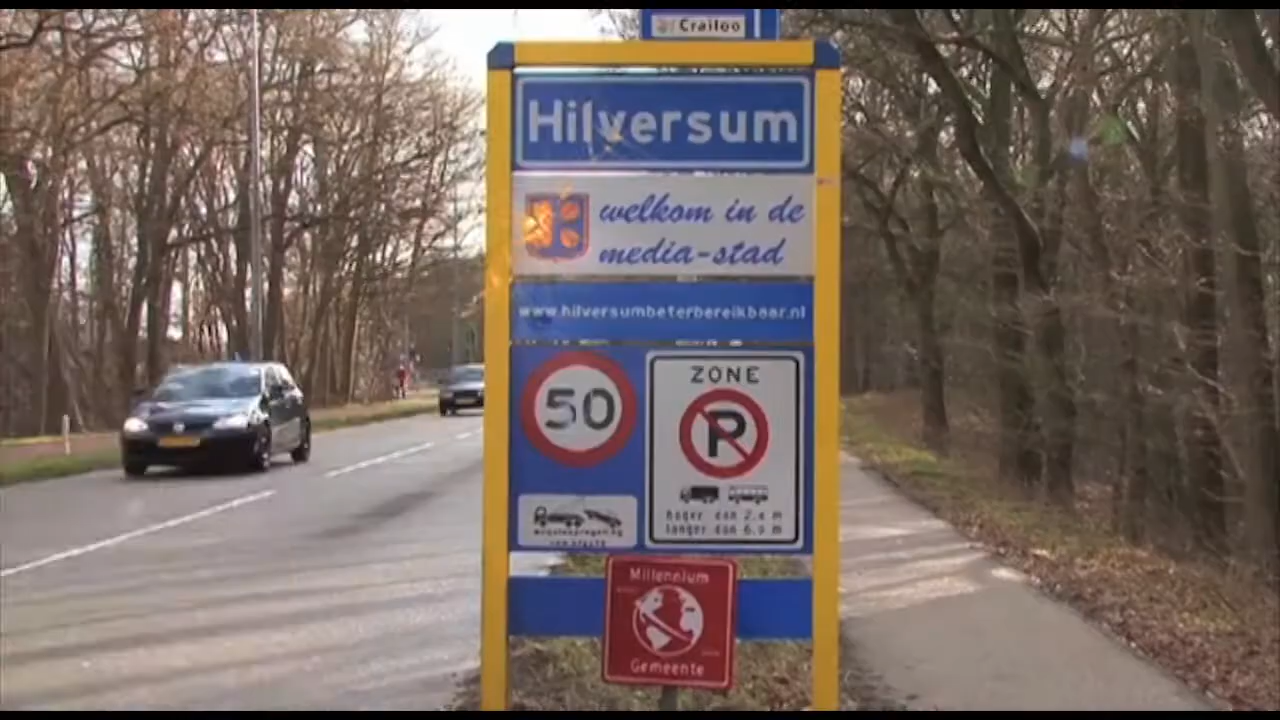 Crailoo
Hilversum
welkom in de
media-stad
www.hilversumbeterbereikbaar.nl
50
ZONE
P
hoger dan 2.4 m
langer dan 6.0 m
Millennium
Gemeente